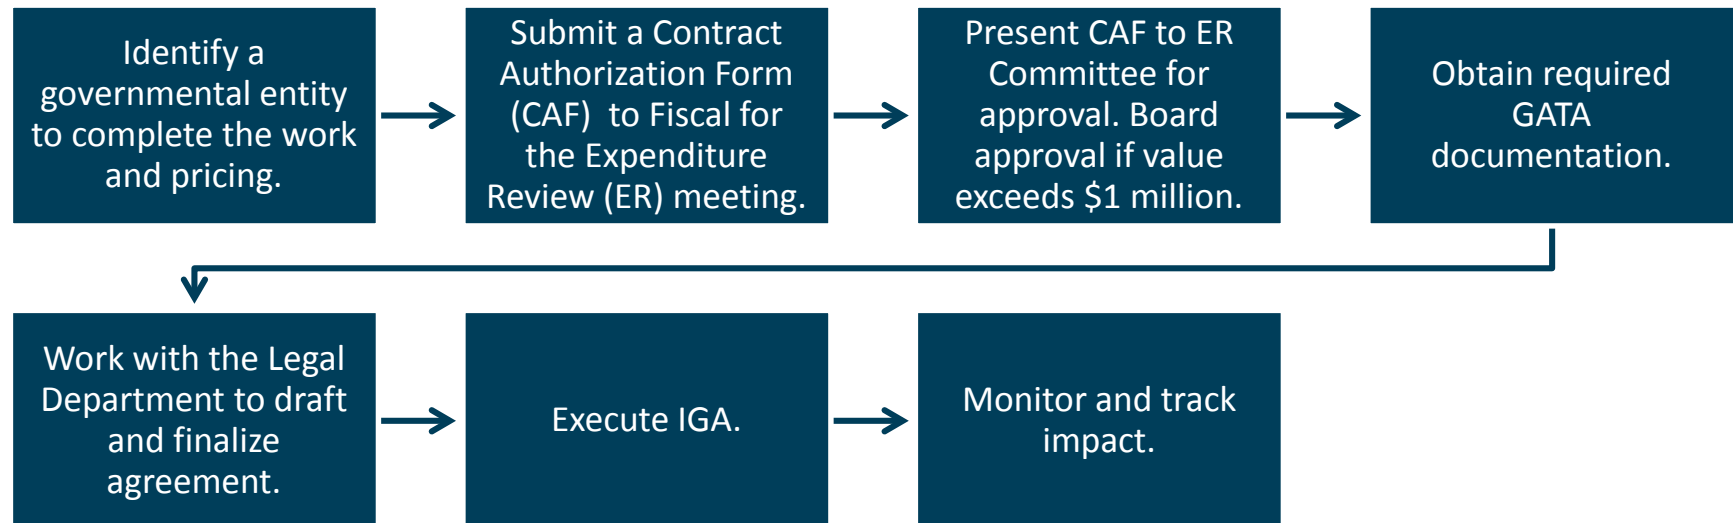 Identify a
governmental entity
to complete the work
and pricing.
Submit a Contract
Authorization Form
(CAF)  to Fiscal for
the Expenditure
Review (ER) meeting.
Present CAF to ER
Committee for
approval. Board
approval if value
exceeds $1 million.
Obtain required
GATA
documentation.
Work with the Legal
Department to draft
and finalize
agreement.
Execute IGA.
Monitor and track
impact.